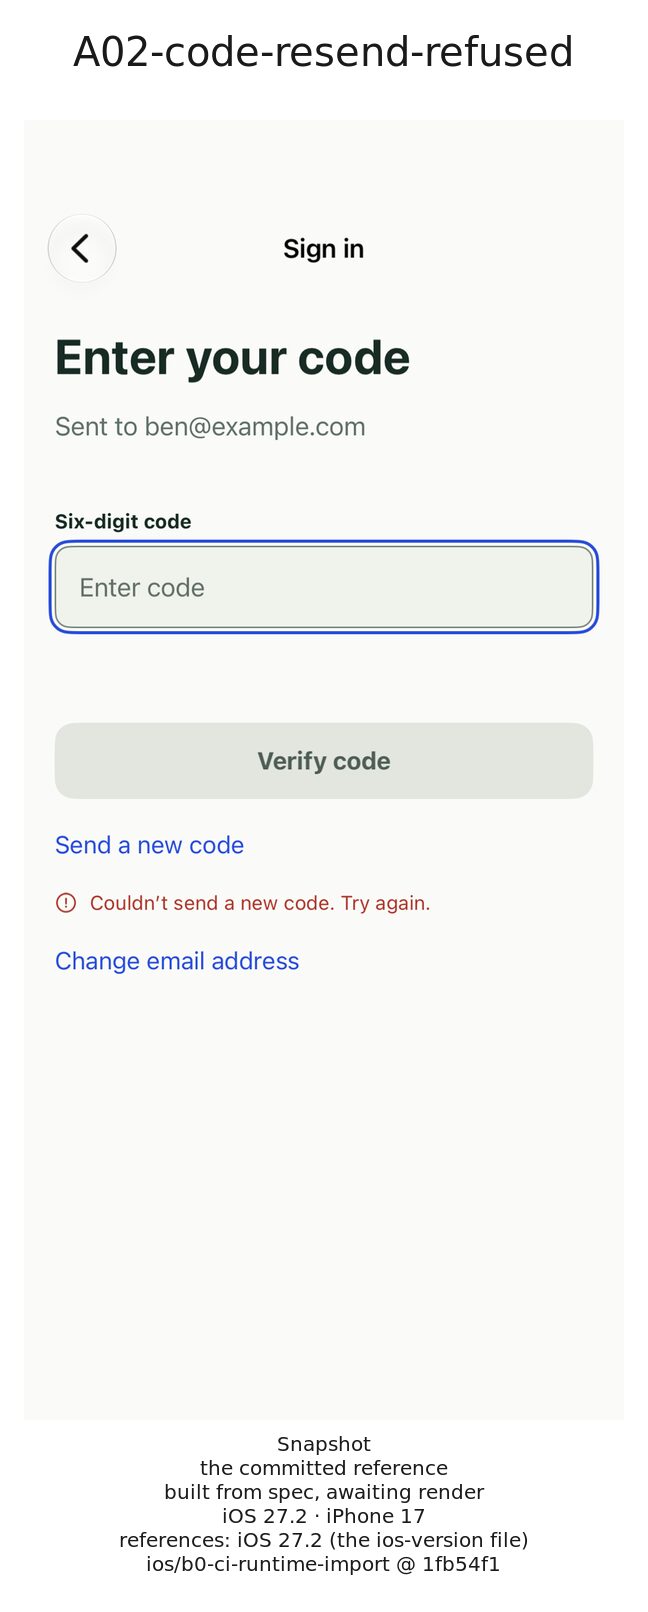 A02-code-resend-refused
Sign in
Enter your code
Sent to ben@example.com
Six-digit code
Enter code
Verify code
Send a new code
Couldn’t send a new code. Try again.
Change email address
Snapshot
the committed reference
built from spec, awaiting render
iOS 27.2 · iPhone 17
references: iOS 27.2 (the ios-version file)
ios/b0-ci-runtime-import @ 1fb54f1